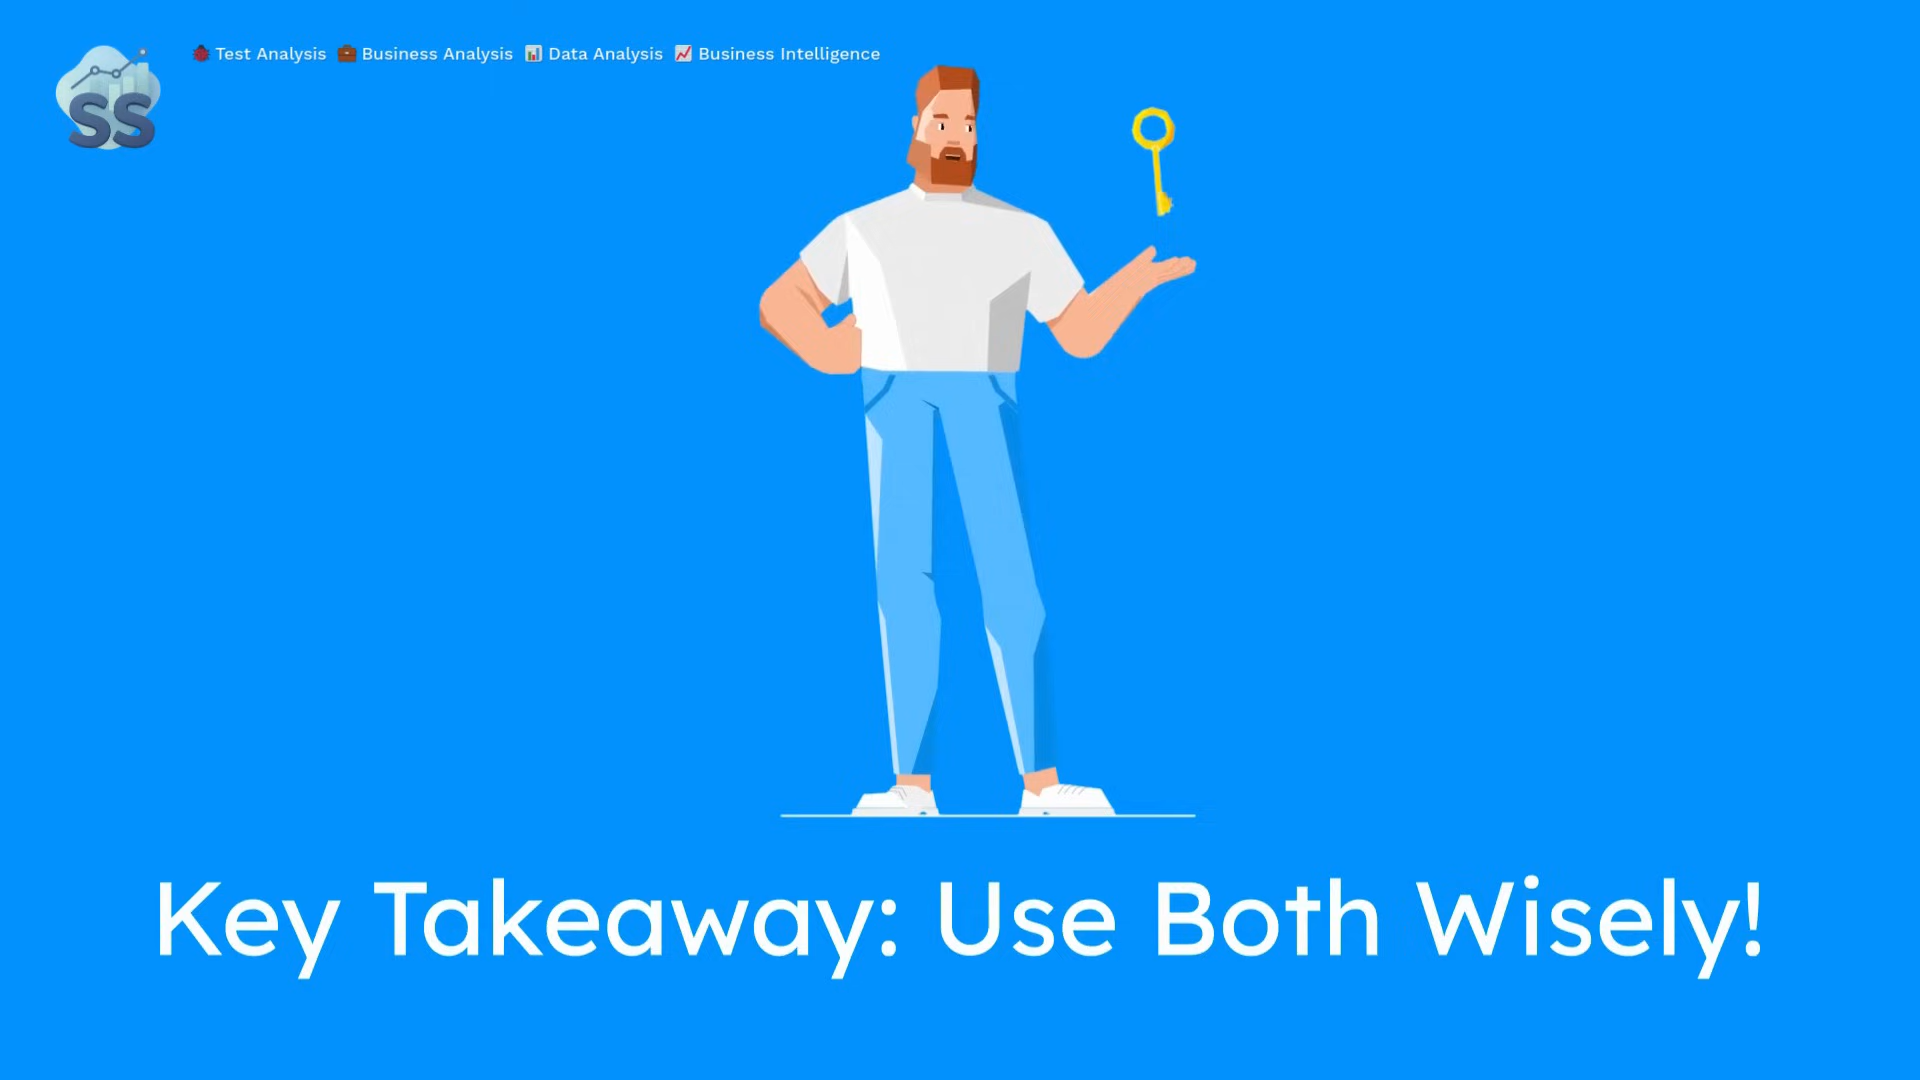 SS
🐞 Test Analysis 💼 Business Analysis 📊 Data Analysis 📈 Business Intelligence
Key Takeaway: Use Both Wisely!